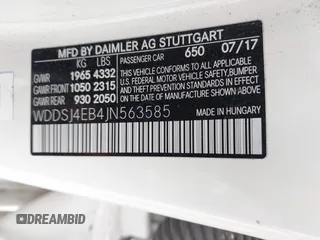 MFD BY DAIMLER AG STUTTGART
KG LBS
PASSENGER CAR 650 07/17
GVWR 1965 4332
GAWR FRONT 1050 2315
GAWR REAR 930 2050
THIS VEHICLE CONFORMS TO ALL APPLICABLE
U.S. FEDERAL MOTOR VEHICLE SAFETY, BUMPER,
AND THEFT PREVENTION STANDARDS IN EFFECT ON
THE DATE OF MANUFACTURE SHOWN ABOVE.
WDDSJ4EB4JN563585
MADE IN HUNGARY
DREAMBID
DREAMBID